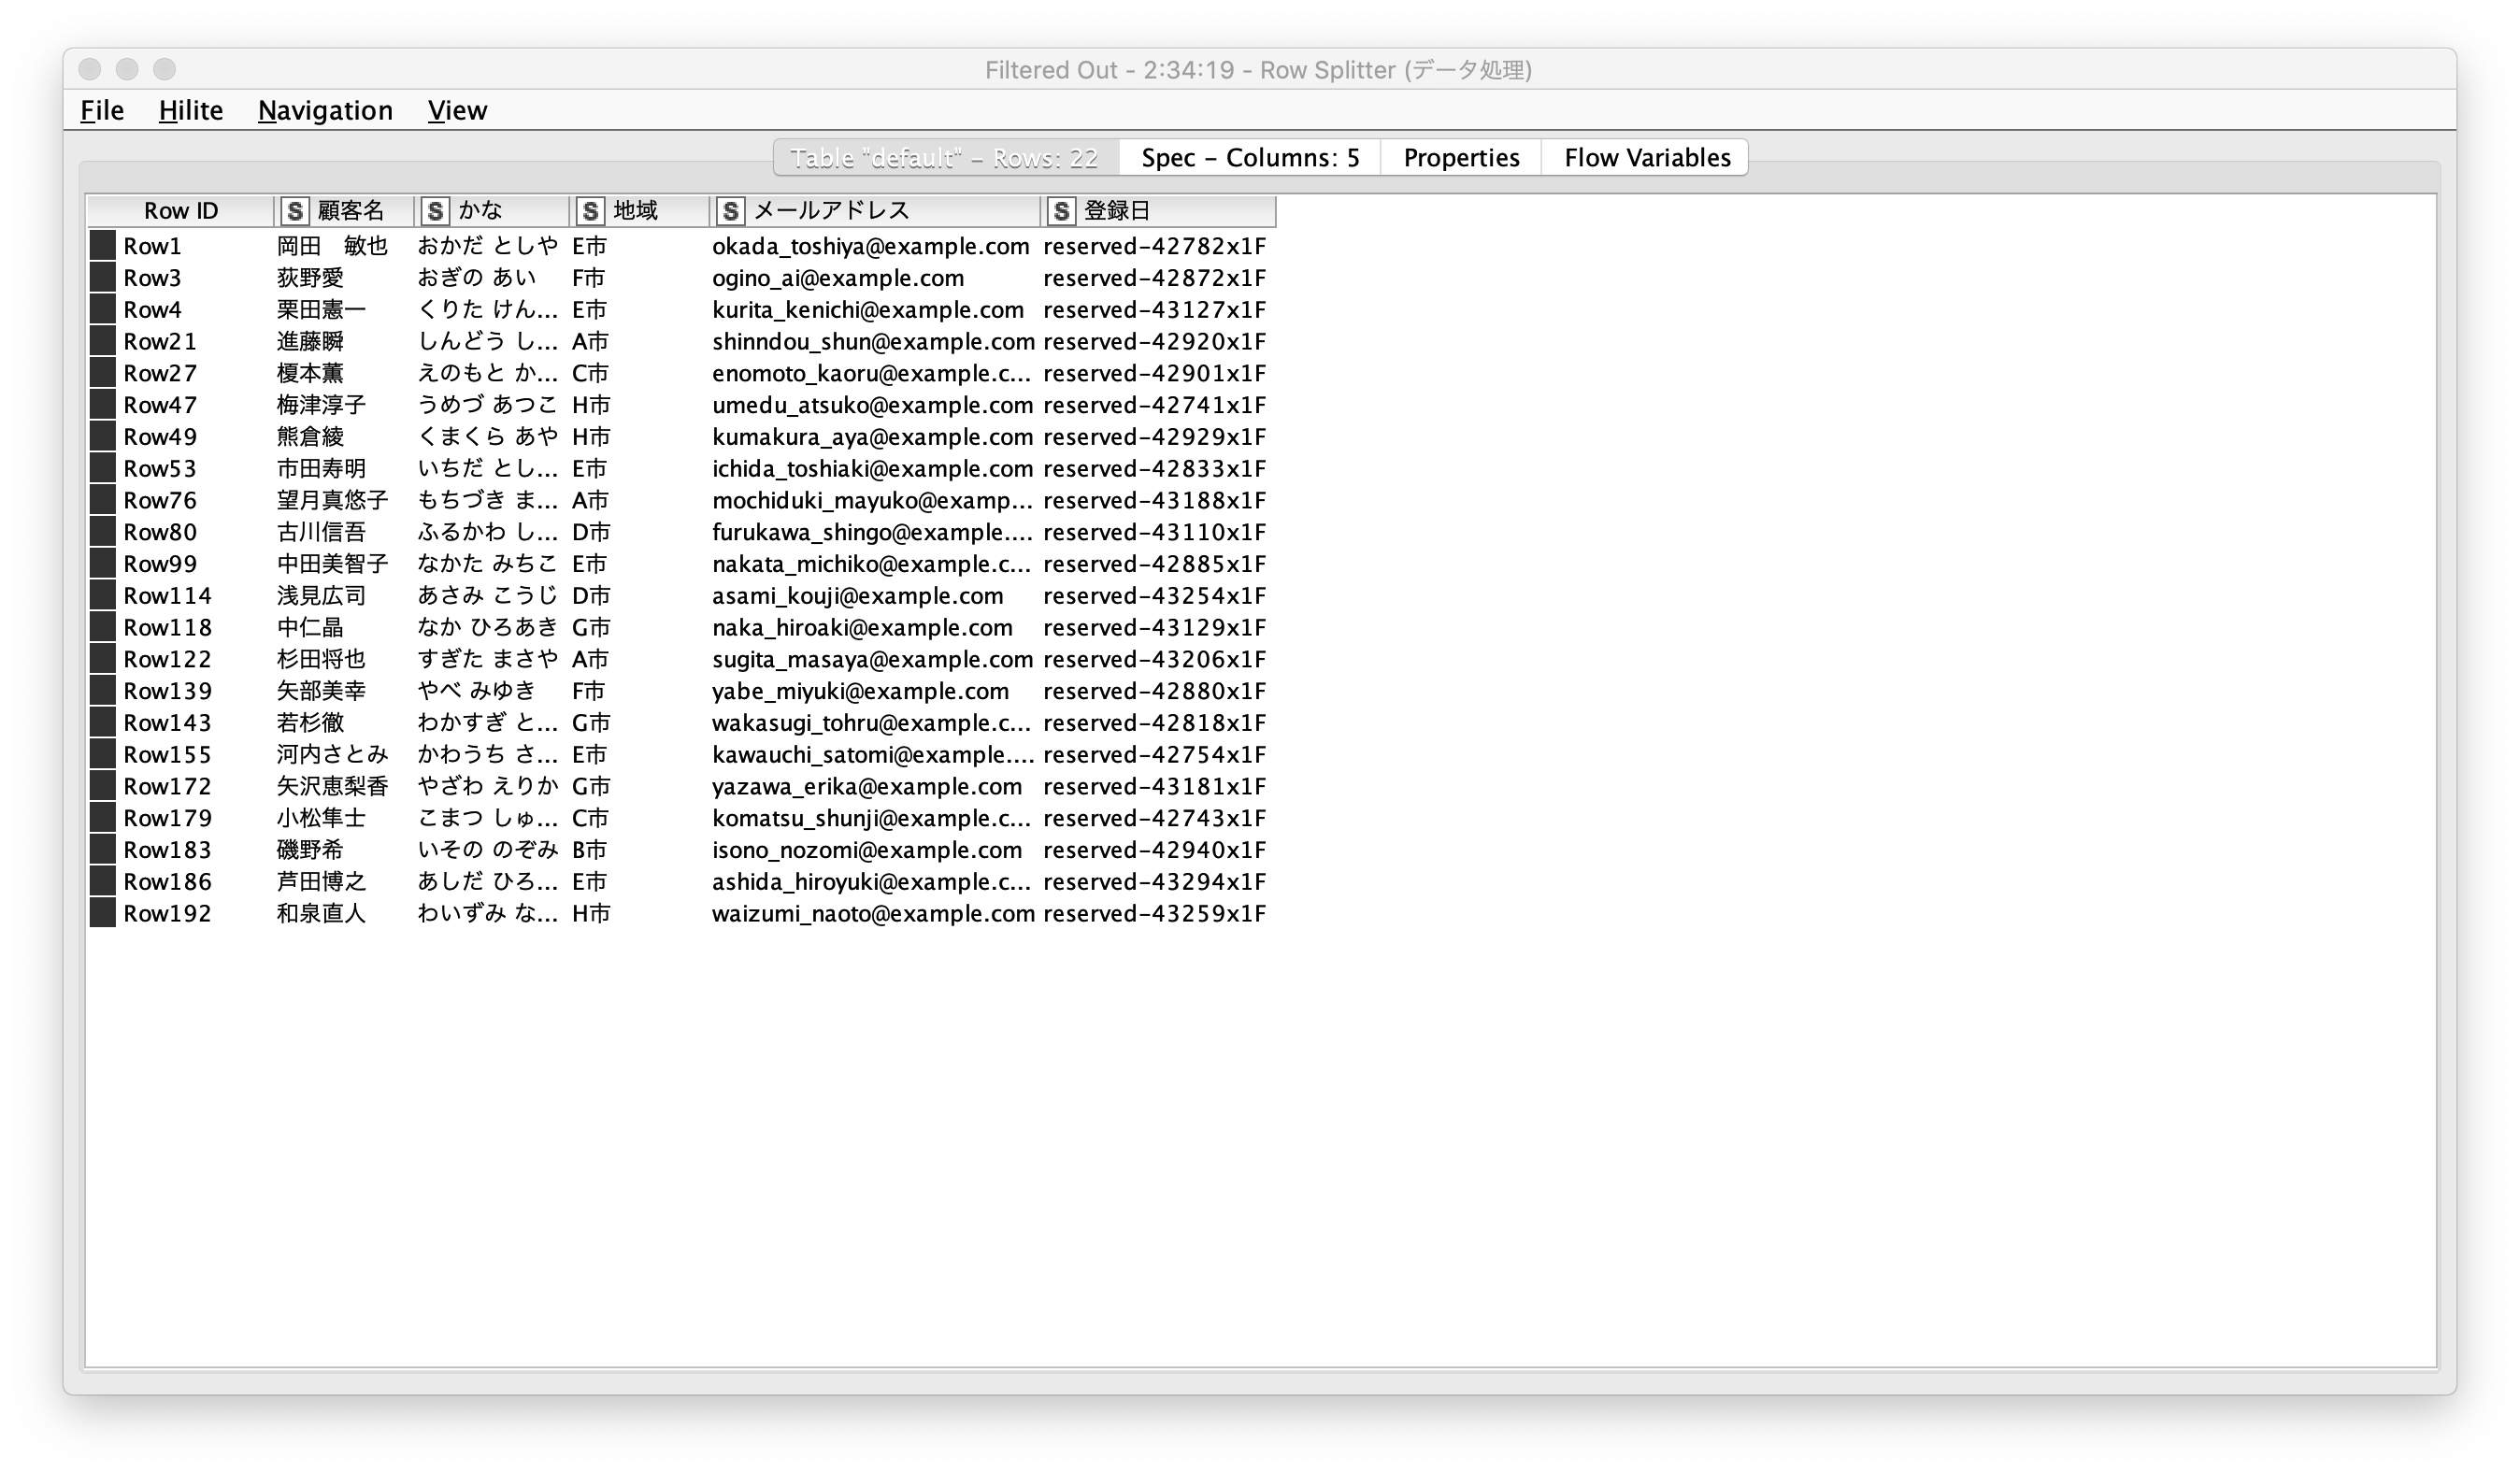 Filtered Out - 2:34:19 - Row Splitter (データ処理)
File Hilite Navigation View
Table "default" – Rows: 22 Spec – Columns: 5 Properties Flow Variables
Row ID S 顧客名 S かな S 地域 S メールアドレス S 登録日
Row1 岡田　敏也 おかだ としや E市 okada_toshiya@example.com reserved-42782x1F
Row3 荻野愛 おぎの あい F市 ogino_ai@example.com reserved-42872x1F
Row4 栗田憲一 くりた けん... E市 kurita_kenichi@example.com reserved-43127x1F
Row21 進藤瞬 しんどう し... A市 shinndou_shun@example.com reserved-42920x1F
Row27 榎本薫 えのもと か... C市 enomoto_kaoru@example.c... reserved-42901x1F
Row47 梅津淳子 うめづ あつこ H市 umedu_atsuko@example.com reserved-42741x1F
Row49 熊倉綾 くまくら あや H市 kumakura_aya@example.com reserved-42929x1F
Row53 市田寿明 いちだ とし... E市 ichida_toshiaki@example.com reserved-42833x1F
Row76 望月真悠子 もちづき ま... A市 mochiduki_mayuko@examp... reserved-43188x1F
Row80 古川信吾 ふるかわ し... D市 furukawa_shingo@example.... reserved-43110x1F
Row99 中田美智子 なかた みちこ E市 nakata_michiko@example.c... reserved-42885x1F
Row114 浅見広司 あさみ こうじ D市 asami_kouji@example.com reserved-43254x1F
Row118 中仁晶 なか ひろあき G市 naka_hiroaki@example.com reserved-43129x1F
Row122 杉田将也 すぎた まさや A市 sugita_masaya@example.com reserved-43206x1F
Row139 矢部美幸 やべ みゆき F市 yabe_miyuki@example.com reserved-42880x1F
Row143 若杉徹 わかすぎ と... G市 wakasugi_tohru@example.c... reserved-42818x1F
Row155 河内さとみ かわうち さ... E市 kawauchi_satomi@example.... reserved-42754x1F
Row172 矢沢恵梨香 やざわ えりか G市 yazawa_erika@example.com reserved-43181x1F
Row179 小松隼士 こまつ しゅ... C市 komatsu_shunji@example.c... reserved-42743x1F
Row183 磯野希 いその のぞみ B市 isono_nozomi@example.com reserved-42940x1F
Row186 芦田博之 あしだ ひろ... E市 ashida_hiroyuki@example.c... reserved-43294x1F
Row192 和泉直人 わいずみ な... H市 waizumi_naoto@example.com reserved-43259x1F